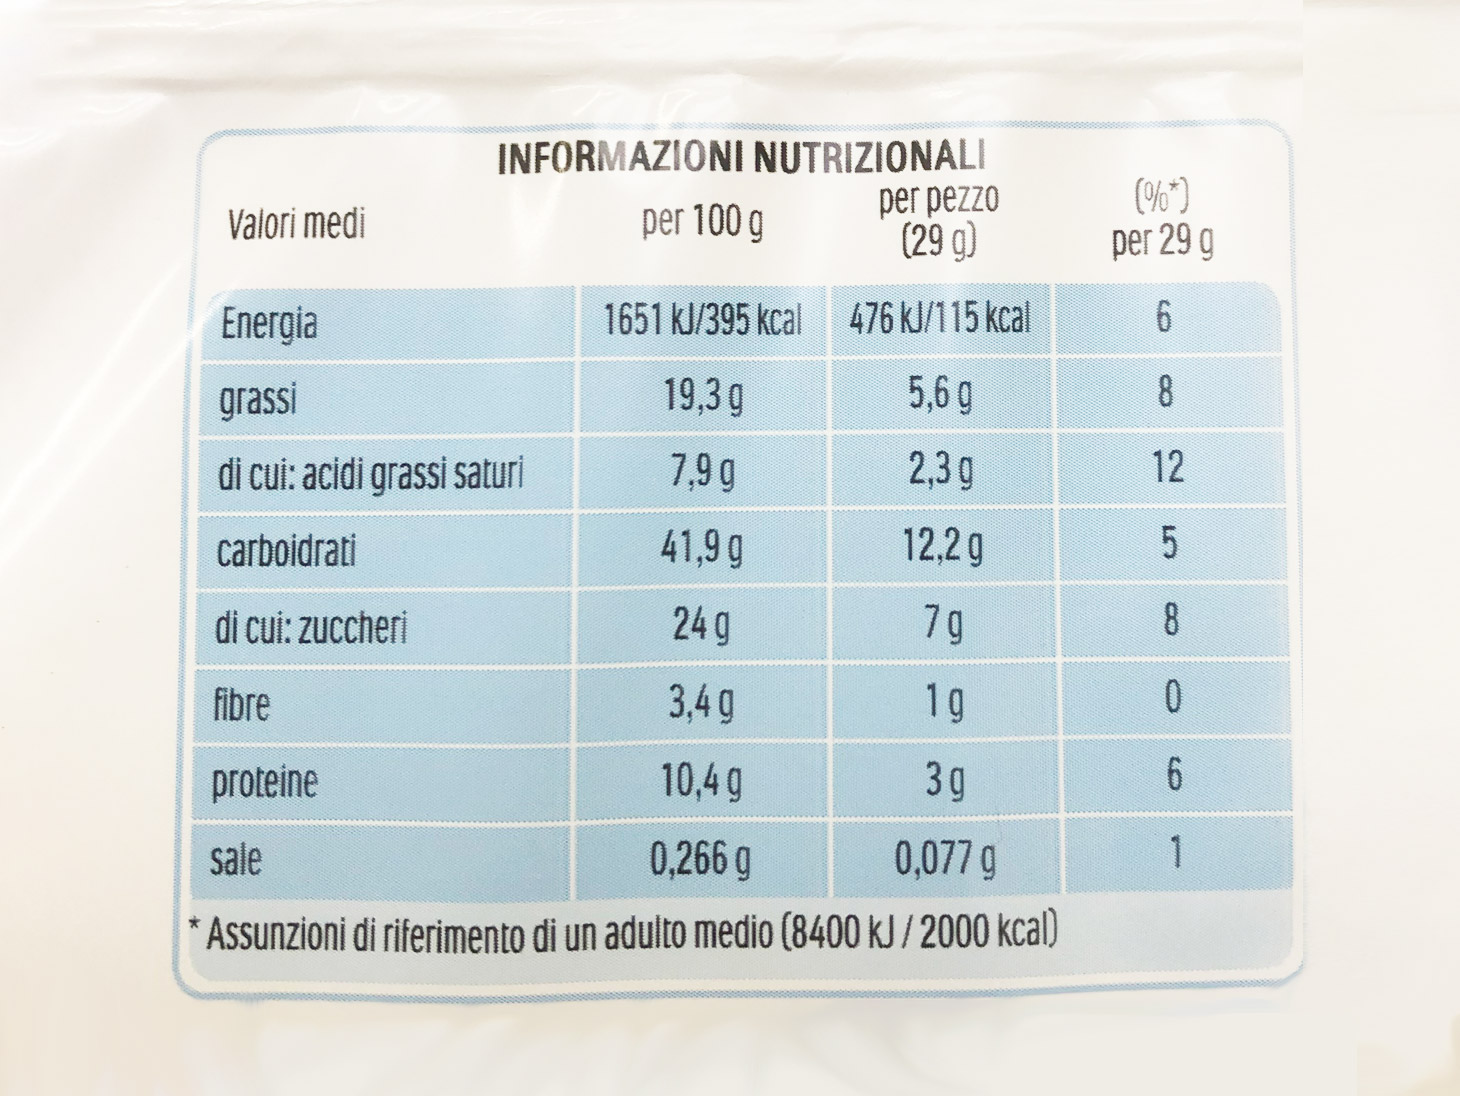 INFORMAZIONI NUTRIZIONALI
Valori medi per 100 g per pezzo (29 g) (%*) per 29 g
Energia 1651 kJ/395 kcal 476 kJ/115 kcal 6
grassi 19,3 g 5,6 g 8
di cui: acidi grassi saturi 7,9 g 2,3 g 12
carboidrati 41,9 g 12,2 g 5
di cui: zuccheri 24 g 7 g 8
fibre 3,4 g 1 g 0
proteine 10,4 g 3 g 6
sale 0,266 g 0,077 g 1
* Assunzioni di riferimento di un adulto medio (8400 kJ / 2000 kcal)